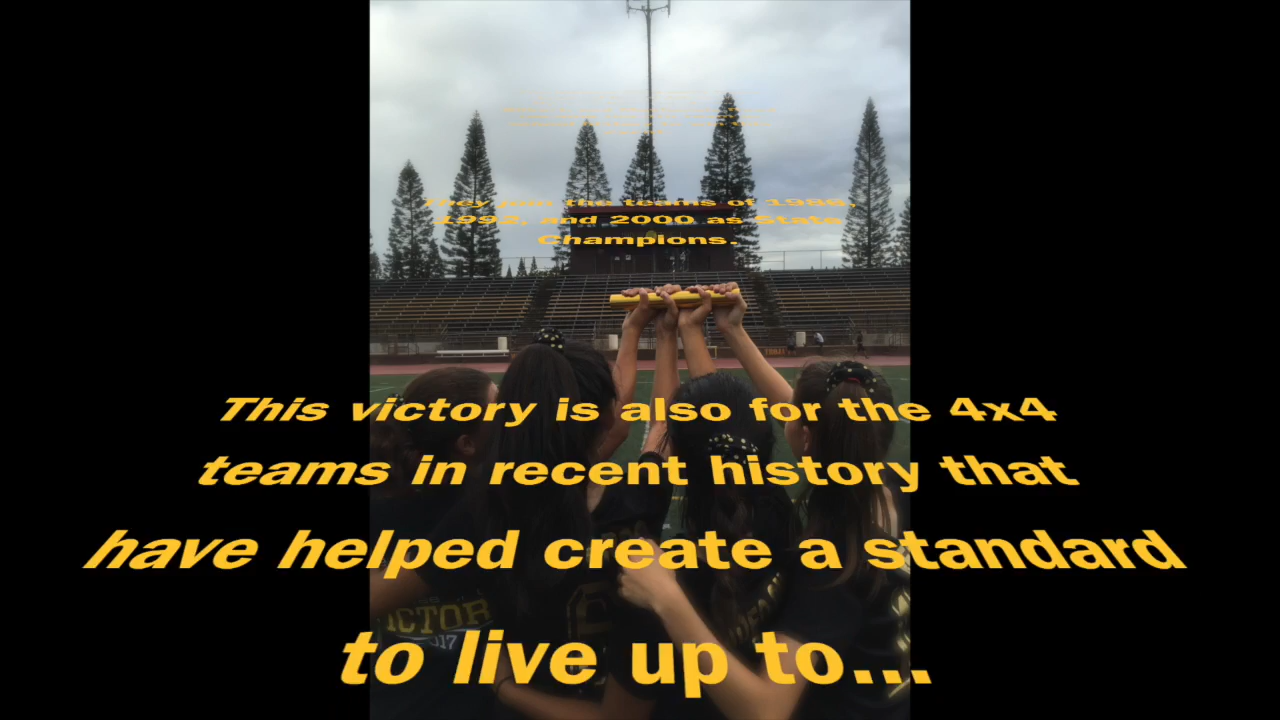 They join the teams of 1986,
1992, and 2000 as State
Champions.
This victory is also for the 4x4
teams in recent history that
have helped create a standard
to live up to...